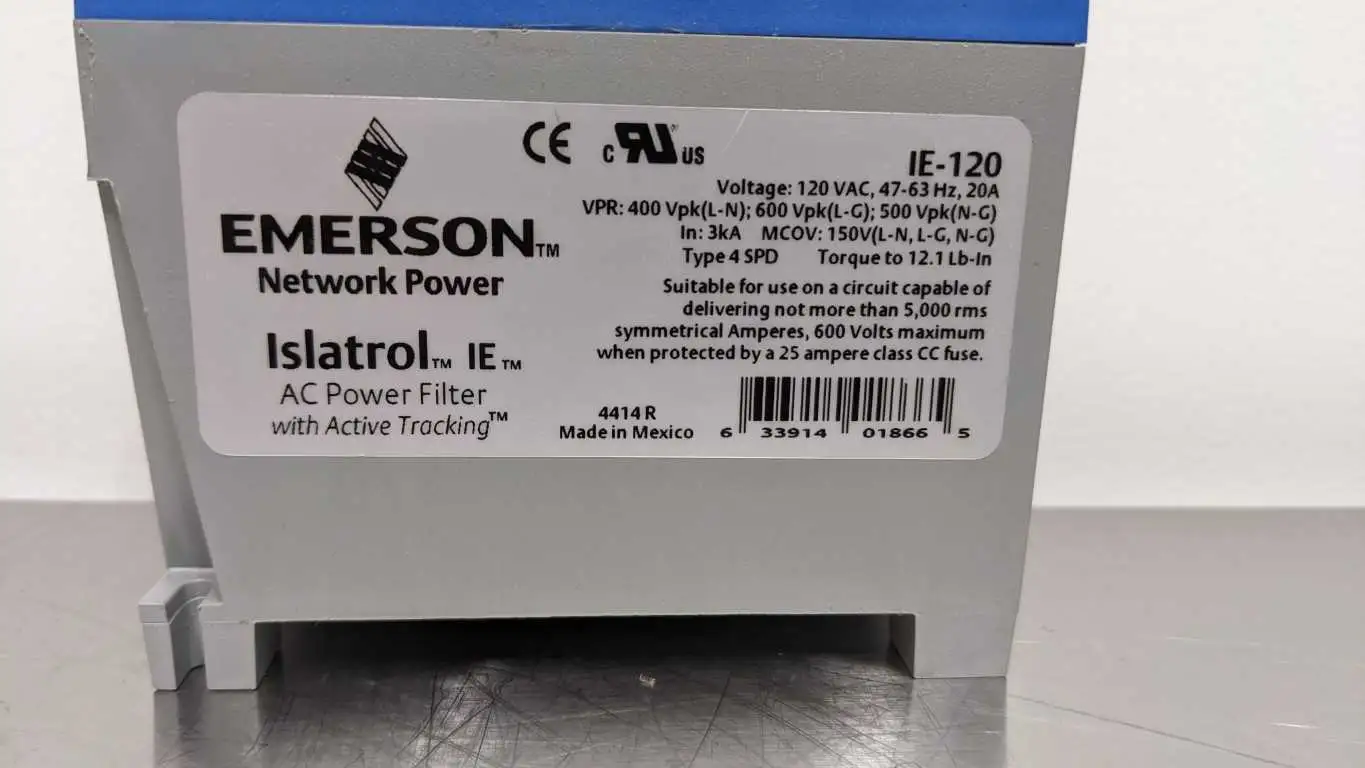 EMERSON™
Network Power
Islatrol™ IE™
AC Power Filter
with Active Tracking™
CE
c RU US
IE-120
Voltage: 120 VAC, 47-63 Hz, 20A
VPR: 400 Vpk(L-N); 600 Vpk(L-G); 500 Vpk(N-G)
In: 3kA MCOV: 150V(L-N, L-G, N-G)
Type 4 SPD Torque to 12.1 Lb-In
Suitable for use on a circuit capable of
delivering not more than 5,000 rms
symmetrical Amperes, 600 Volts maximum
when protected by a 25 ampere class CC fuse.
4414 R
Made in Mexico
6 33914 01866 5